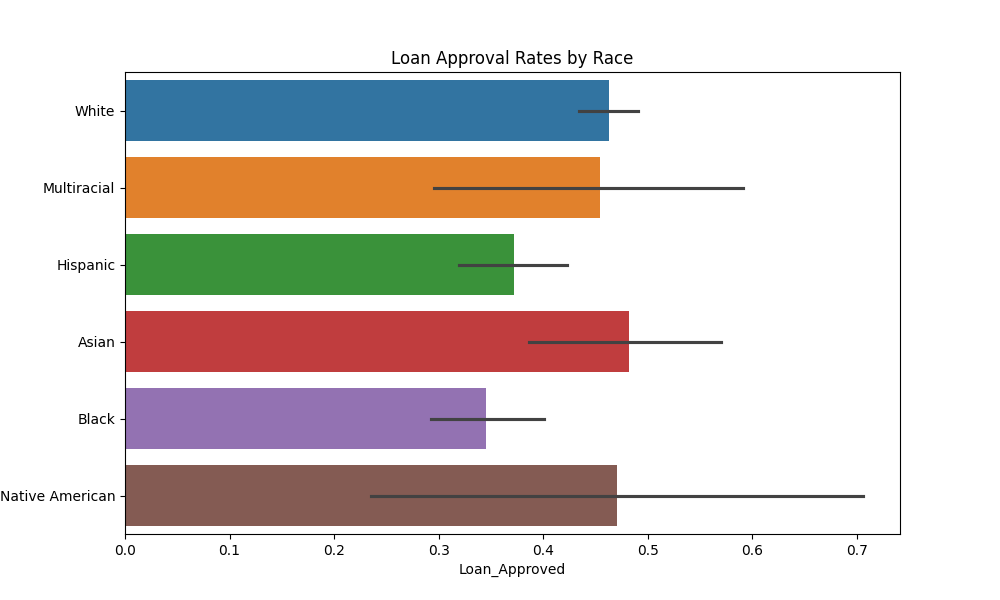 Loan Approval Rates by Race
White
Multiracial
Hispanic
Asian
Black
Native American
0.0 0.1 0.2 0.3 0.4 0.5 0.6 0.7
Loan_Approved